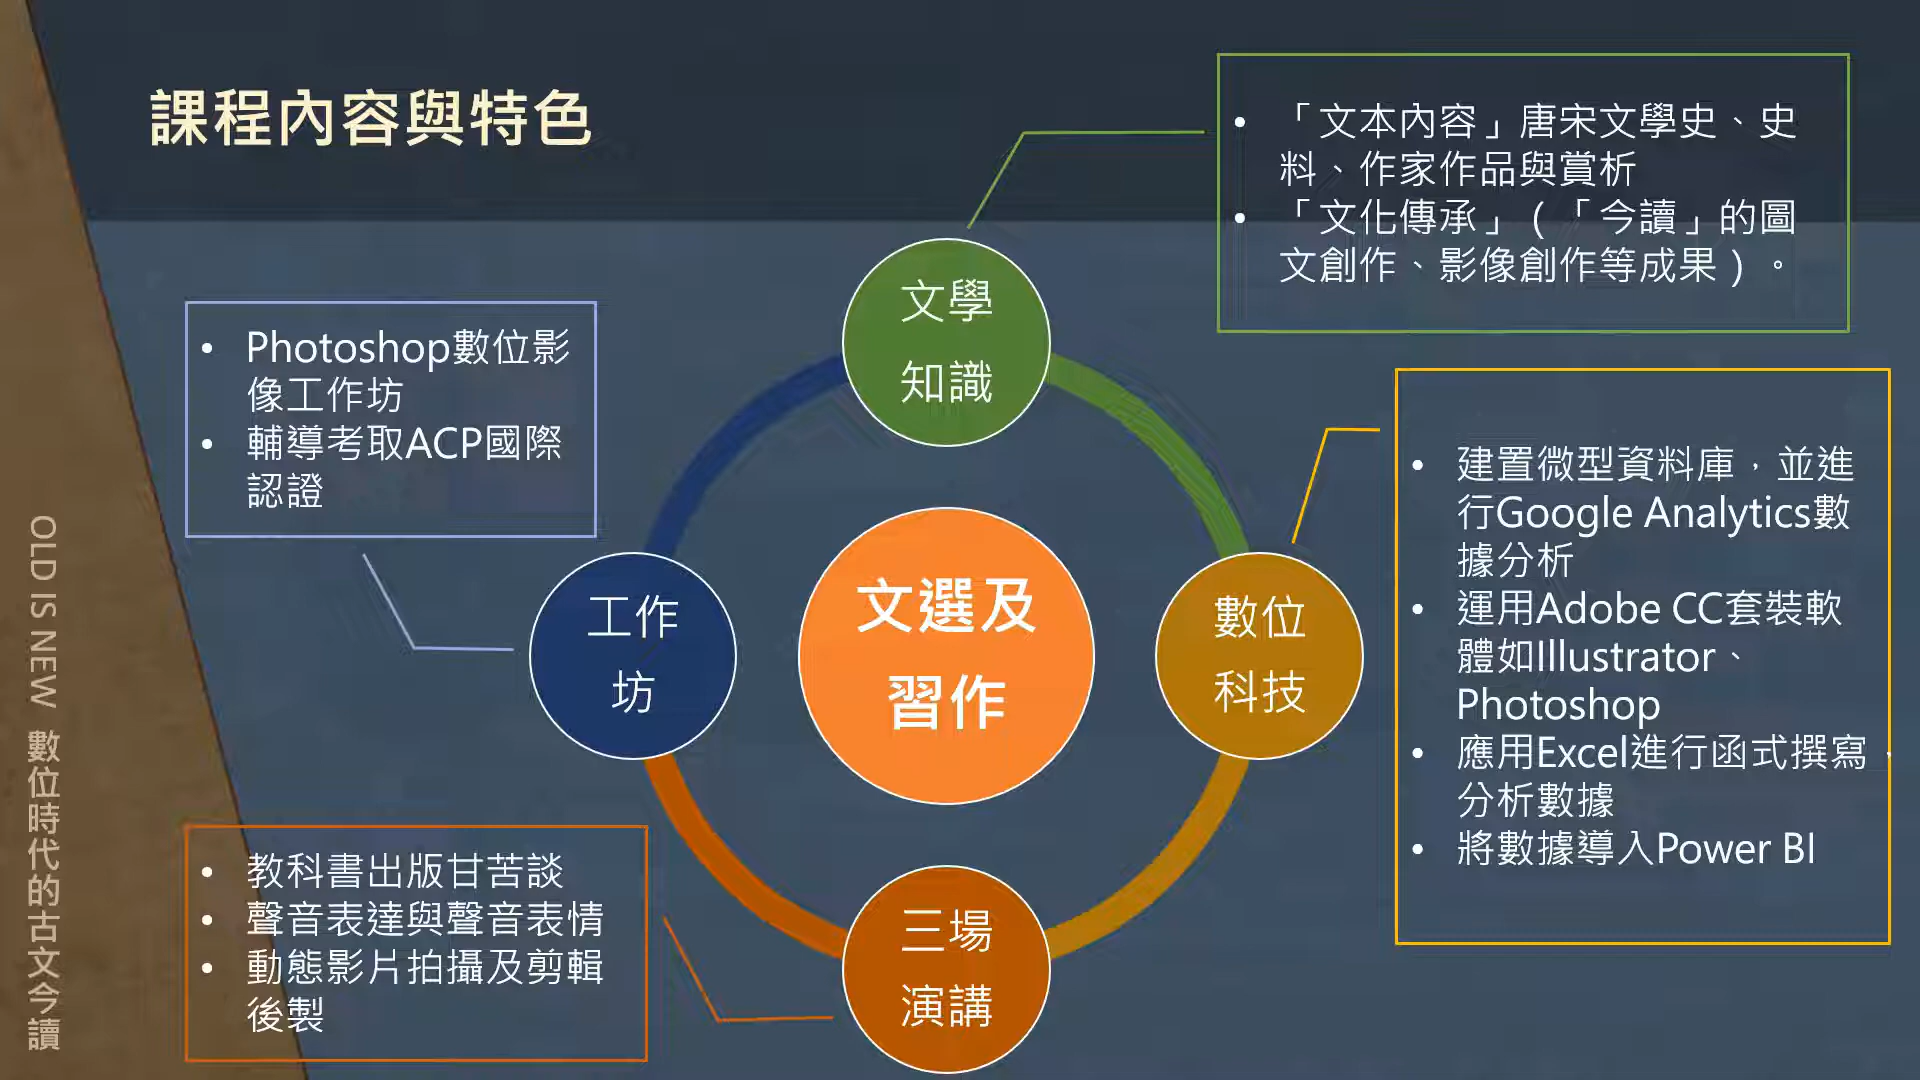 課程內容與特色
• 「文本內容」唐宋文學史、史
料、作家作品與賞析
• 「文化傳承」(「今讀」的圖
文創作、影像創作等成果)。
文學
知識
• Photoshop數位影
像工作坊
• 輔導考取ACP國際
認證
工作
坊
文選及
習作
數位
科技
• 建置微型資料庫，並進
行Google Analytics數
據分析
• 運用Adobe CC套裝軟
體如Illustrator、
Photoshop
• 應用Excel進行函式撰寫，
分析數據
• 將數據導入Power BI
• 教科書出版甘苦談
• 聲音表達與聲音表情
• 動態影片拍攝及剪輯
後製
三場
演講
OLD IS NEW 數位時代的古文今讀